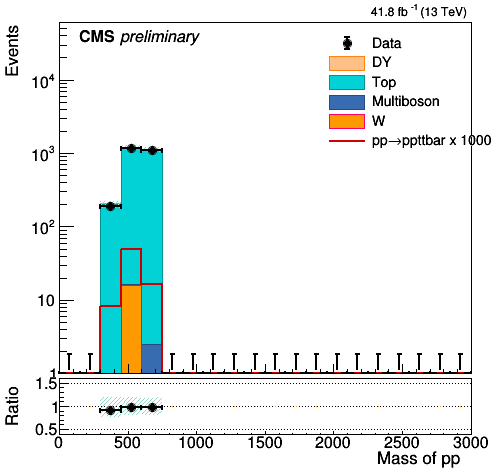 41.8 fb⁻¹ (13 TeV)
CMS preliminary
Events
Data
DY
Top
Multiboson
W
pp→ppttbar x 1000
10⁴
10³
10²
10
1
Ratio
1.5
1
0.5
0 500 1000 1500 2000 2500 3000
Mass of pp